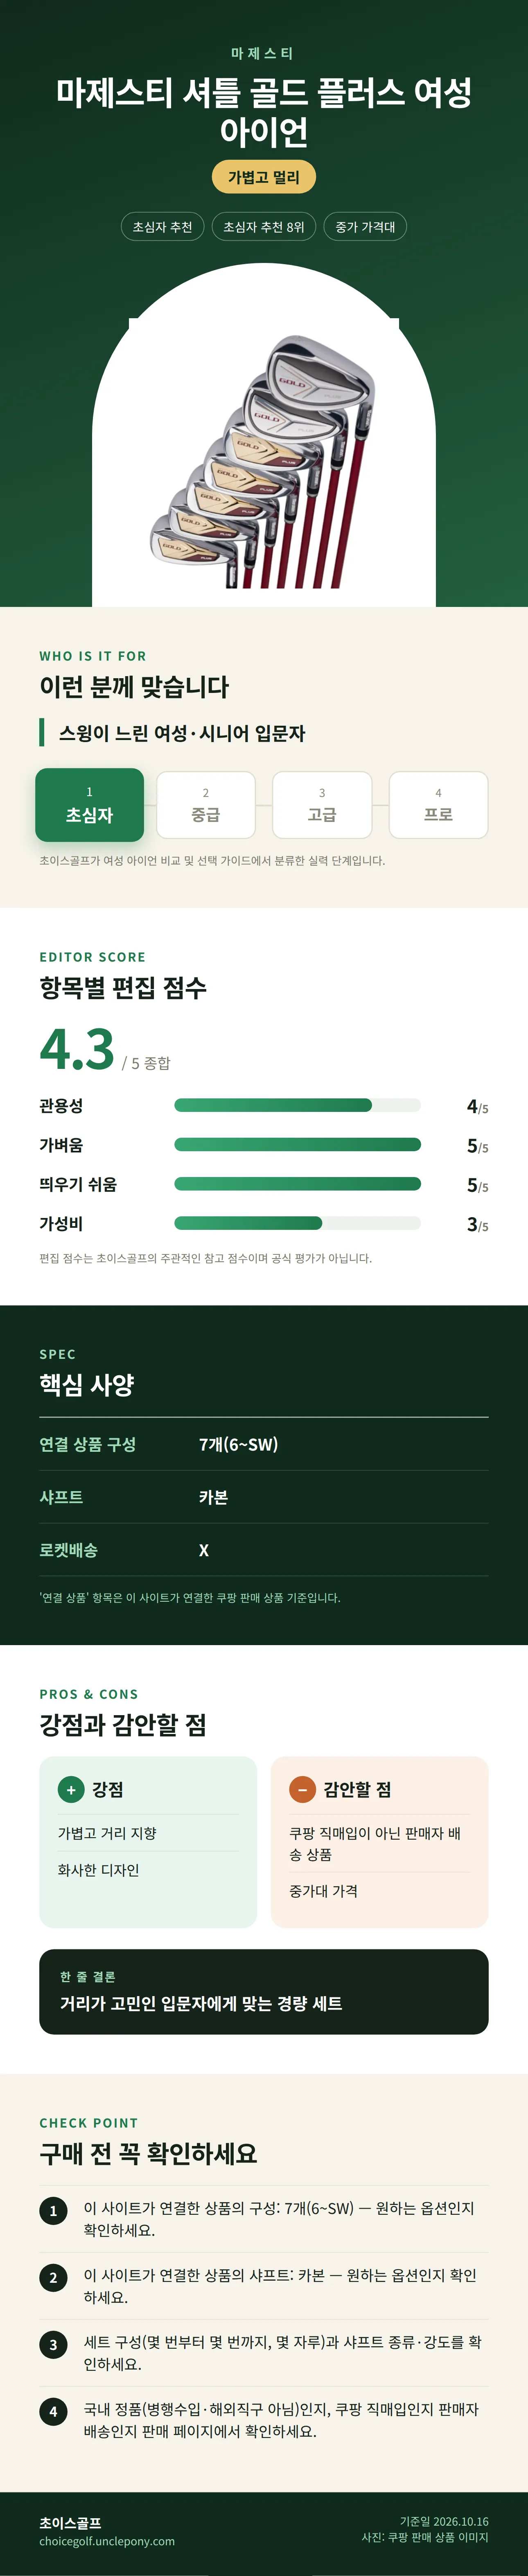 마제스티
마제스티 셔틀 골드 플러스 여성
아이언
가볍고 멀리
초심자 추천
초심자 추천 8위
중가 가격대
GOLD
GOLD
GOLD
GOLD
GOLD
GOLD
GOLD
PLUS
WHO IS IT FOR
이런 분께 맞습니다
스윙이 느린 여성·시니어 입문자
1
초심자
2
중급
3
고급
4
프로
초이스골프가 여성 아이언 비교 및 선택 가이드에서 분류한 실력 단계입니다.
EDITOR SCORE
항목별 편집 점수
4.3 / 5 종합
관용성 4/5
가벼움 5/5
띄우기 쉬움 5/5
가성비 3/5
편집 점수는 초이스골프의 주관적인 참고 점수이며 공식 평가가 아닙니다.
SPEC
핵심 사양
연결 상품 구성 7개(6~SW)
샤프트 카본
로켓배송 X
'연결 상품' 항목은 이 사이트가 연결한 쿠팡 판매 상품 기준입니다.
PROS & CONS
강점과 감안할 점
+ 강점
가볍고 거리 지향
화사한 디자인
− 감안할 점
쿠팡 직매입이 아닌 판매자 배
송 상품
중가대 가격
한 줄 결론
거리가 고민인 입문자에게 맞는 경량 세트
CHECK POINT
구매 전 꼭 확인하세요
1 이 사이트가 연결한 상품의 구성: 7개(6~SW) — 원하는 옵션인지
확인하세요.
2 이 사이트가 연결한 상품의 샤프트: 카본 — 원하는 옵션인지 확인
하세요.
3 세트 구성(몇 번부터 몇 번까지, 몇 자루)과 샤프트 종류·강도를 확
인하세요.
4 국내 정품(병행수입·해외직구 아님)인지, 쿠팡 직매입인지 판매자
배송인지 판매 페이지에서 확인하세요.
초이스골프
choicegolf.unclepony.com
기준일 2026.10.16
사진: 쿠팡 판매 상품 이미지